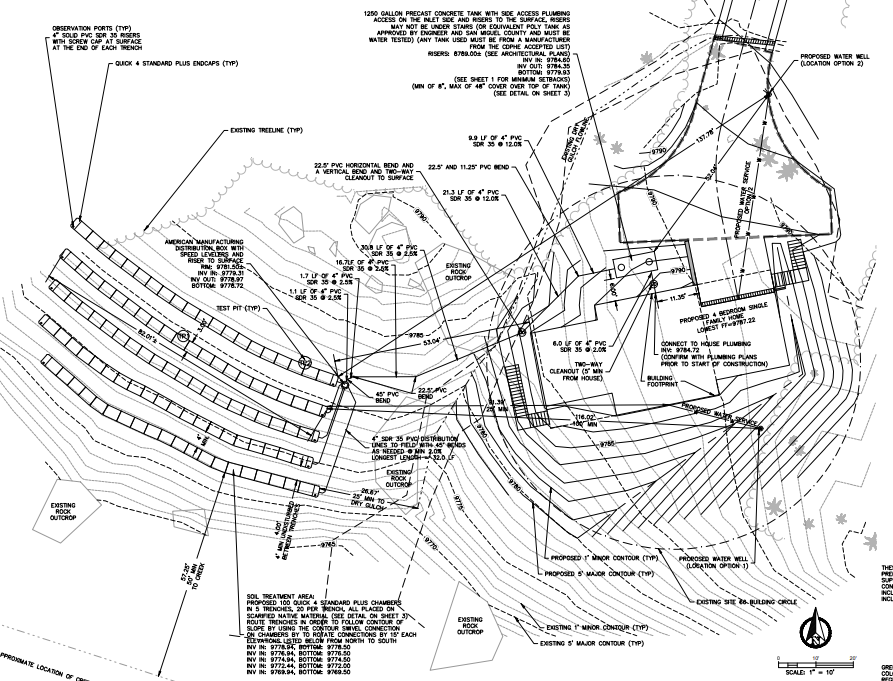 OBSERVATION PORTS (TYP)
4" SOLID PVC SDR 35 RISERS
WITH SCREW CAP AT SURFACE
AT THE END OF EACH TRENCH
QUICK 4 STANDARD PLUS ENDCAPS (TYP)
EXISTING TREELINE (TYP)
1250 GALLON PRECAST CONCRETE TANK WITH SIDE ACCESS PLUMBING
ACCESS ON THE INLET SIDE AND RISERS TO THE SURFACE, RISERS
MAY NOT BE UNDER STAIRS (OR EQUIVALENT POLY TANK AS
APPROVED BY ENGINEER AND SAN MIGUEL COUNTY AND MUST BE
WATER TESTED) (ANY TANK USED MUST BE FROM A MANUFACTURER
FROM THE CDPHE ACCEPTED LIST)
RISERS: 8789.00± (SEE ARCHITECTURAL PLANS)
INV IN: 9784.60
INV OUT: 9784.35
BOTTOM: 9779.93
(SEE SHEET 1 FOR MINIMUM SETBACKS)
(MIN OF 8", MAX OF 48" COVER OVER TOP OF TANK)
(SEE DETAIL ON SHEET 3)
PROPOSED WATER WELL
(LOCATION OPTION 2)
9.9 LF OF 4" PVC
SDR 35 @ 12.0%
EXISTING DRY
GULCH FLOWLINE
137.78'
9790
22.5° PVC HORIZONTAL BEND AND
A VERTICAL BEND AND TWO-WAY
CLEANOUT TO SURFACE
22.5° AND 11.25° PVC BEND
21.3 LF OF 4" PVC
SDR 35 @ 12.0%
9790
PROPOSED WATER SERVICE
OPTION 2
9790
9790
AMERICAN MANUFACTURING
DISTRIBUTION BOX WITH
SPEED LEVELERS AND
RISER TO SURFACE
RIM: 9781.50±
INV IN: 9779.31
INV OUT: 9778.97
BOTTOM: 9778.72
30.8 LF OF 4" PVC
SDR 35 @ 2.5%
16.7LF OF 4" PVC
SDR 35 @ 2.5%
1.7 LF OF 4" PVC
SDR 35 @ 2.5%
1.1 LF OF 4" PVC
SDR 35 @ 2.5%
EXISTING
ROCK
OUTCROP
9790
11.35'
TEST PIT (TYP)
3.00'
82.01'±
9785
53.04'
PROPOSED 4 BEDROOM SINGLE
FAMILY HOME
LOWEST FF=9787.22
6.0 LF OF 4" PVC
SDR 35 @ 2.0%
CONNECT TO HOUSE PLUMBING
INV: 9784.72
(CONFIRM WITH PLUMBING PLANS
PRIOR TO START OF CONSTRUCTION)
TWO-WAY
CLEANOUT (5' MIN
FROM HOUSE)
BUILDING
FOOTPRINT
45° PVC
BEND
22.5° PVC
BEND
25' MIN
116.02'
100' MIN
PROPOSED WATER SERVICE
9785
4" SDR 35 PVC DISTRIBUTION
LINES TO FIELD WITH 45° BENDS
AS NEEDED @ MIN 2.0%
LONGEST LENGTH = 32.0 LF
9780
EXISTING
ROCK
OUTCROP
26.87'
25' MIN TO
DRY GULCH
9780
9775
EXISTING
ROCK
OUTCROP
4.00'
4' MIN UNDISTURBED
BETWEEN TRENCHES
9765
9770
57.25'
50' MIN
TO CREEK
PROPOSED 1' MINOR CONTOUR (TYP)
PROPOSED 5' MAJOR CONTOUR (TYP)
PROPOSED WATER WELL
(LOCATION OPTION 1)
EXISTING SITE 66 BUILDING CIRCLE
SOIL TREATMENT AREA:
PROPOSED 100 QUICK 4 STANDARD PLUS CHAMBERS
IN 5 TRENCHES, 20 PER TRENCH, ALL PLACED ON
SCARIFIED NATIVE MATERIAL (SEE DETAIL ON SHEET 3)
ROUTE TRENCHES IN ORDER TO FOLLOW CONTOUR OF
SLOPE BY USING THE CONTOUR SWIVEL CONNECTION
ON CHAMBERS BY TO ROTATE CONNECTIONS BY 15° EACH
ELEVATIONS LISTED BELOW FROM NORTH TO SOUTH
INV IN: 9778.94, BOTTOM: 9778.50
INV IN: 9776.94, BOTTOM: 9776.50
INV IN: 9774.94, BOTTOM: 9774.50
INV IN: 9772.44, BOTTOM: 9772.00
INV IN: 9769.94, BOTTOM: 9769.50
EXISTING
ROCK
OUTCROP
EXISTING 1' MINOR CONTOUR (TYP)
EXISTING 5' MAJOR CONTOUR (TYP)
APPROXIMATE LOCATION OF
0 10' 20'
SCALE: 1" = 10'
THES
PRE
SUP
CON
INCL
INCL
GRE
COL